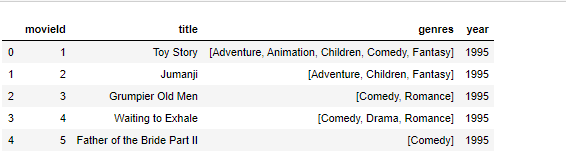 movieId title genres year
0 1 Toy Story [Adventure, Animation, Children, Comedy, Fantasy] 1995
1 2 Jumanji [Adventure, Children, Fantasy] 1995
2 3 Grumpier Old Men [Comedy, Romance] 1995
3 4 Waiting to Exhale [Comedy, Drama, Romance] 1995
4 5 Father of the Bride Part II [Comedy] 1995